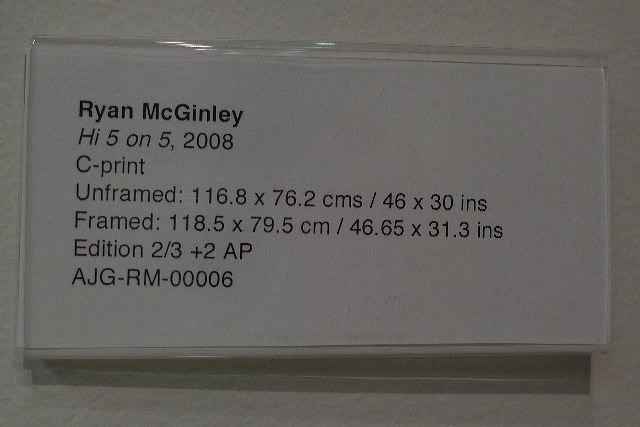 Ryan McGinley
Hi 5 on 5, 2008
C-print
Unframed: 116.8 x 76.2 cms / 46 x 30 ins
Framed: 118.5 x 79.5 cm / 46.65 x 31.3 ins
Edition 2/3 +2 AP
AJG-RM-00006